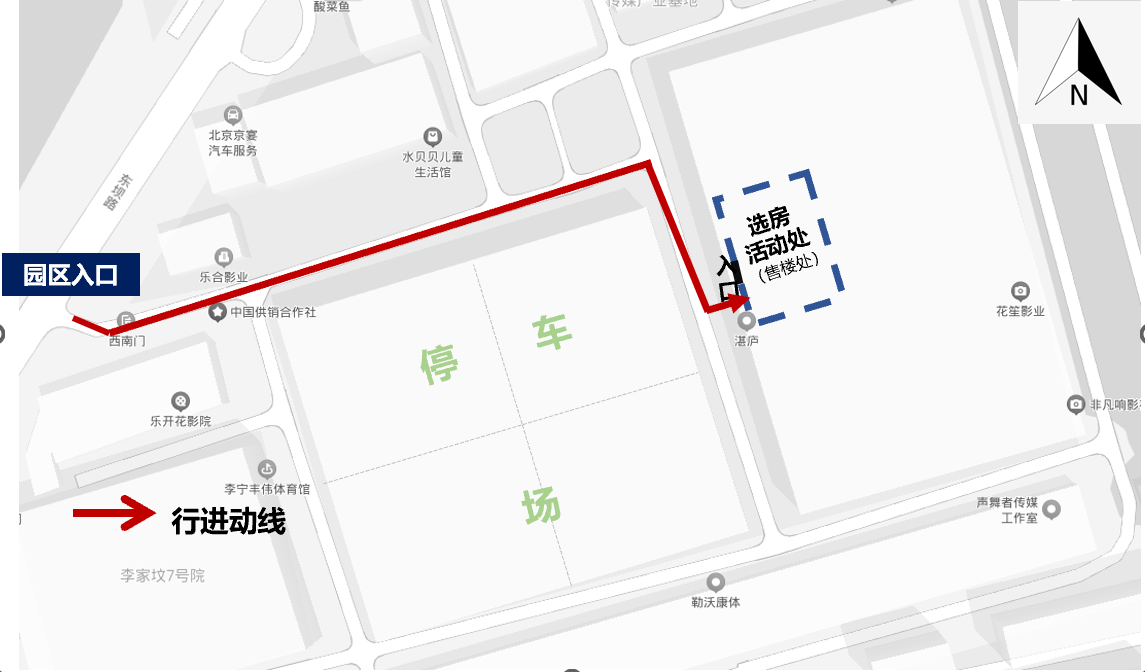 酸菜鱼
传媒产业基地
N
北京京宴
汽车服务
水贝贝儿童
生活馆
东坝路
选房
活动处
(售楼处)
入口
园区入口
乐合影业
中国供销合作社
西南门
花笙影业
湛庐
停
车
场
乐开花影院
非凡响影
李宁丰伟体育馆
行进动线
声舞者传媒
工作室
李家坟7号院
勒沃康体